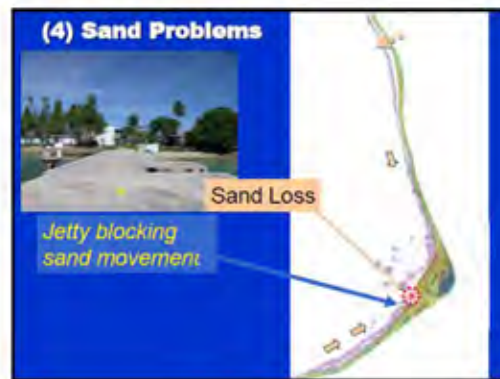 (4) Sand Problems
Sand Loss
Jetty blocking
sand movement